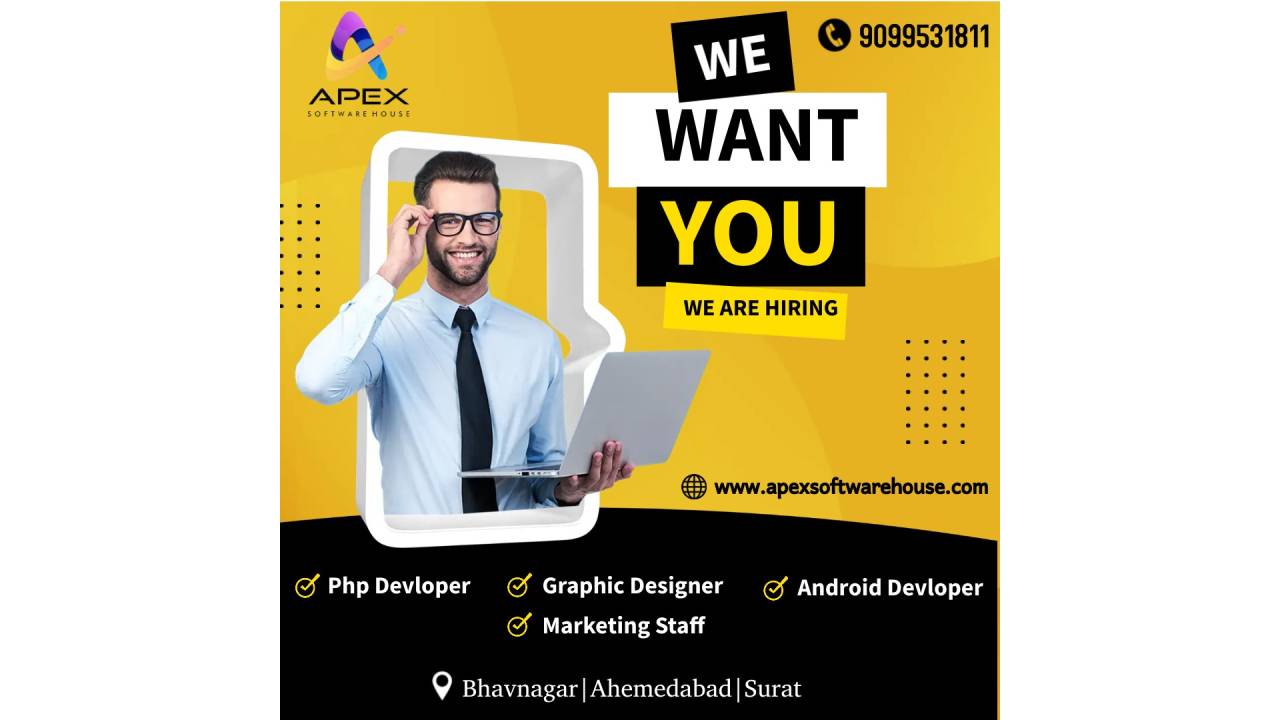 APEX
SOFTWARE HOUSE
9099531811
WE
WANT
YOU
WE ARE HIRING
www.apexsoftwarehouse.com
Php Devloper
Graphic Designer
Android Devloper
Marketing Staff
Bhavnagar|Ahemedabad|Surat